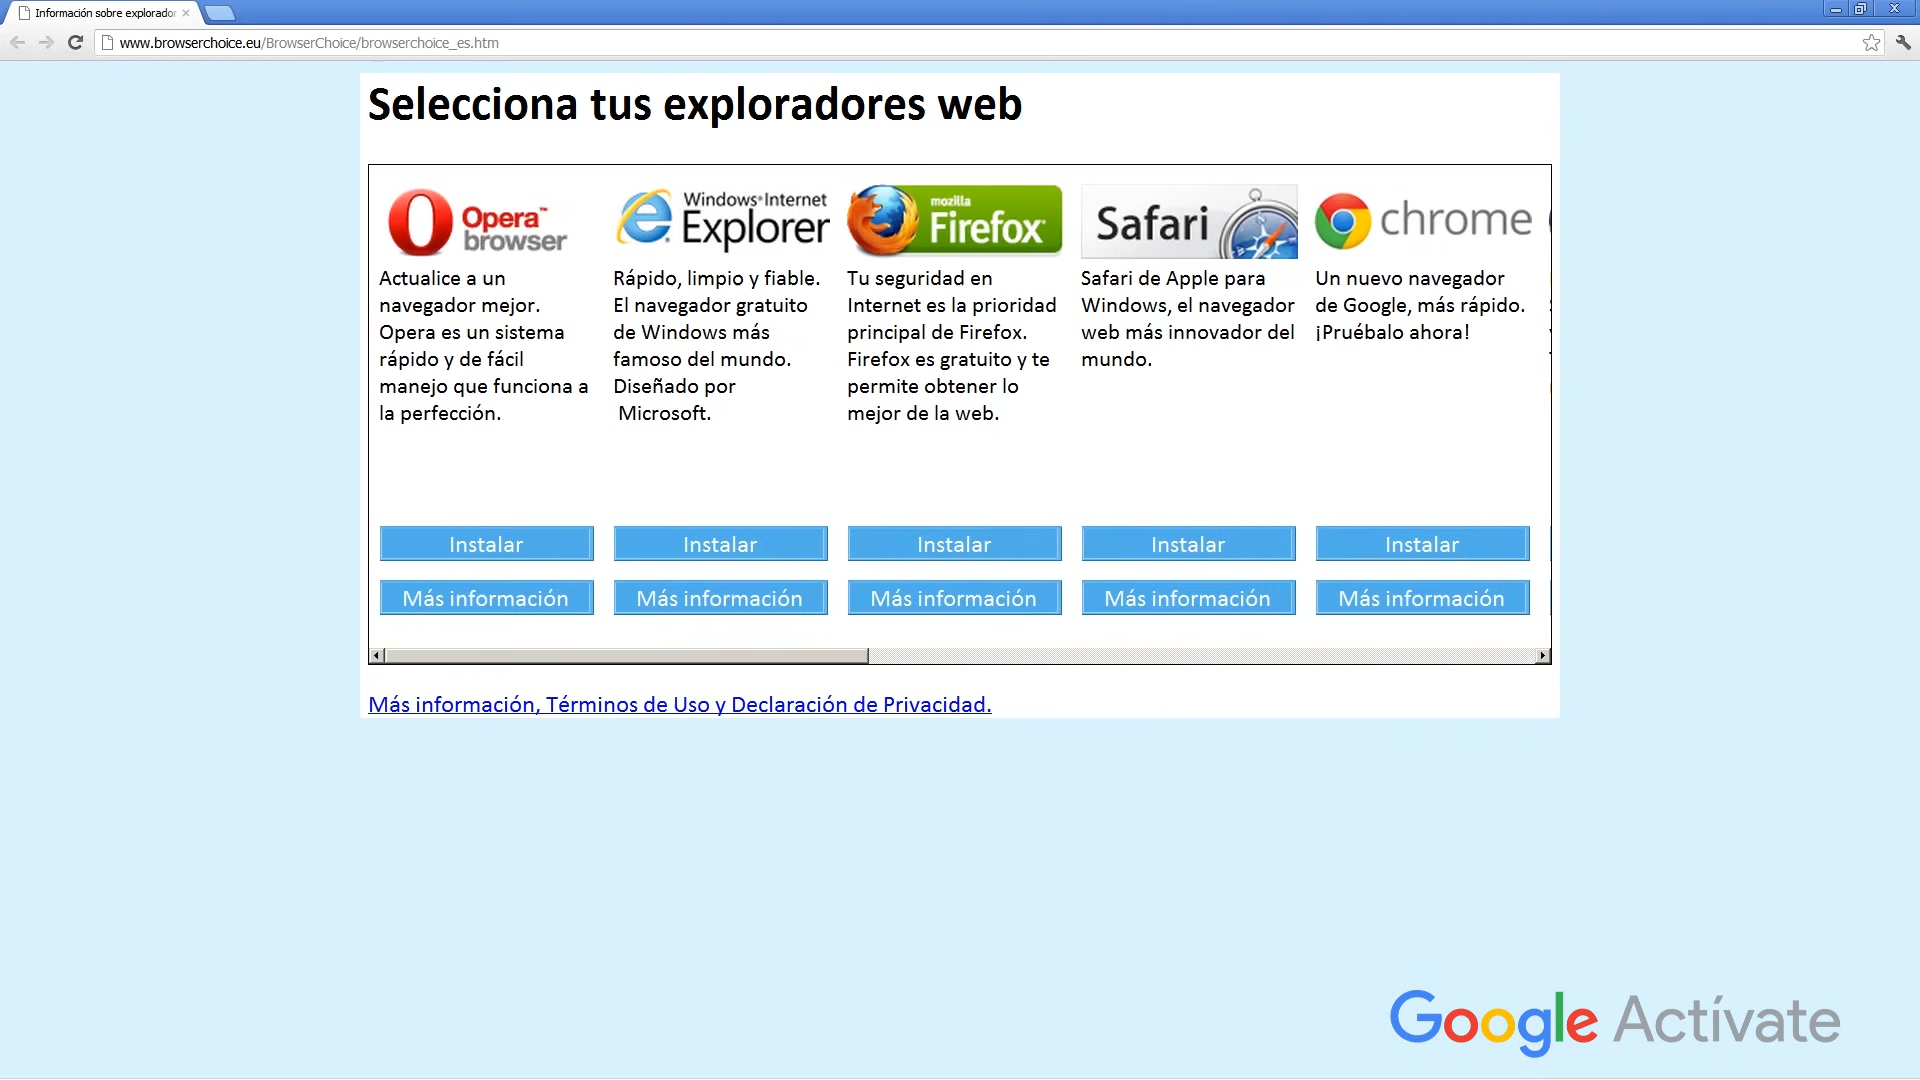 Información sobre explorador
www.browserchoice.eu/BrowserChoice/browserchoice_es.htm
Selecciona tus exploradores web
Opera™
browser
Actualice a un
navegador mejor.
Opera es un sistema
rápido y de fácil
manejo que funciona a
la perfección.
Instalar
Más información
Windows® Internet
Explorer
Rápido, limpio y fiable.
El navegador gratuito
de Windows más
famoso del mundo.
Diseñado por
Microsoft.
Instalar
Más información
mozilla
Firefox
Tu seguridad en
Internet es la prioridad
principal de Firefox.
Firefox es gratuito y te
permite obtener lo
mejor de la web.
Instalar
Más información
Safari
Safari de Apple para
Windows, el navegador
web más innovador del
mundo.
Instalar
Más información
chrome
Un nuevo navegador
de Google, más rápido.
¡Pruébalo ahora!
Instalar
Más información
Más información, Términos de Uso y Declaración de Privacidad.
Google Actívate